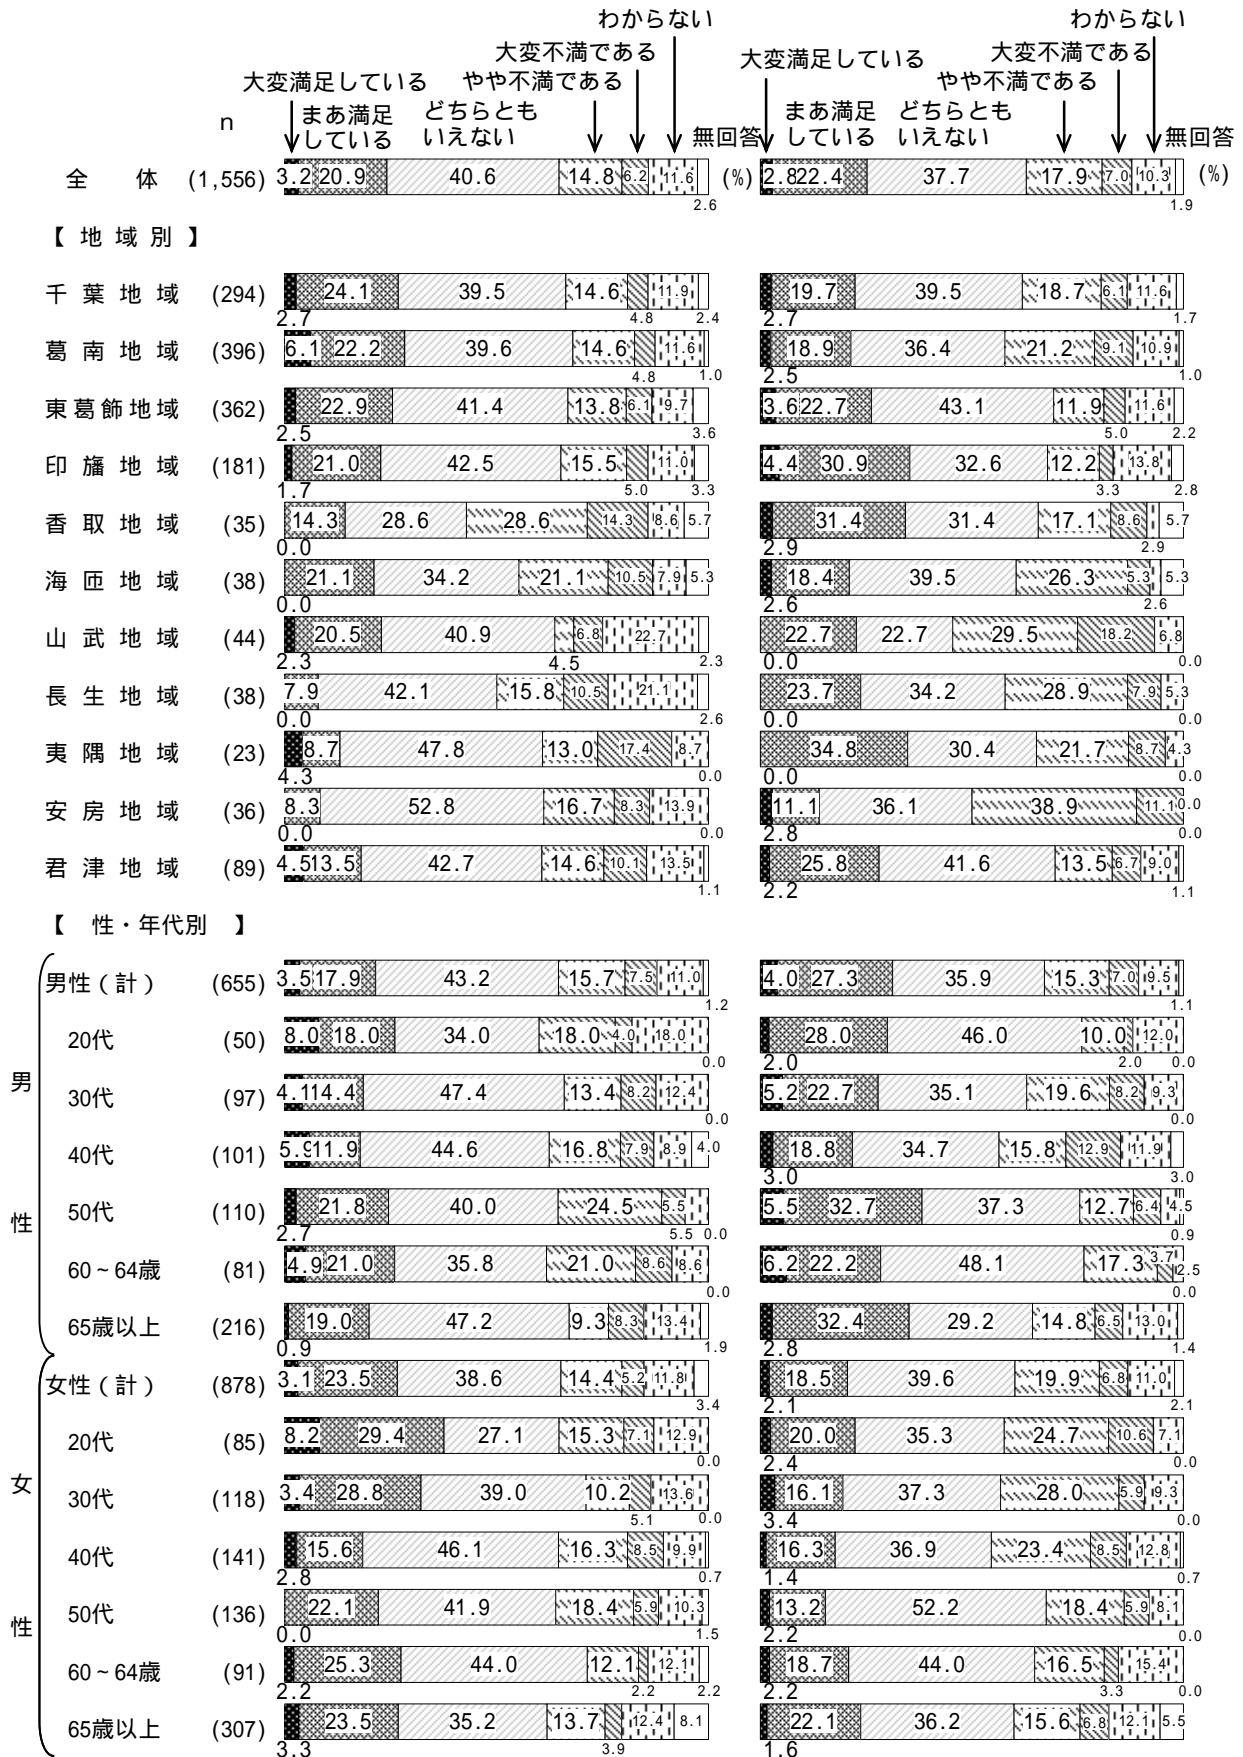 わからない わからない
大変不満である 大変不満である
大変満足している やや不満である 大変満足している やや不満である
n まあ満足している どちらともいえない 無回答 まあ満足している どちらともいえない 無回答
全 体 (1,556) 3.2 20.9 40.6 14.8 6.2 11.6 2.6 (%) 2.8 22.4 37.7 17.9 7.0 10.3 1.9 (%)
【 地 域 別 】
千 葉 地 域 (294) 2.7 24.1 39.5 14.6 4.8 11.9 2.4 2.7 19.7 39.5 18.7 6.1 11.6 1.7
葛 南 地 域 (396) 6.1 22.2 39.6 14.6 4.8 11.6 1.0 2.5 18.9 36.4 21.2 9.1 10.9 1.0
東葛飾地域 (362) 2.5 22.9 41.4 13.8 6.1 9.7 3.6 3.6 22.7 43.1 11.9 5.0 11.6 2.2
印 旛 地 域 (181) 1.7 21.0 42.5 15.5 5.0 11.0 3.3 4.4 30.9 32.6 12.2 3.3 13.8 2.8
香 取 地 域 (35) 0.0 14.3 28.6 28.6 14.3 8.6 5.7 2.9 31.4 31.4 17.1 8.6 2.9 5.7
海 匝 地 域 (38) 0.0 21.1 34.2 21.1 10.5 7.9 5.3 2.6 18.4 39.5 26.3 5.3 2.6 5.3
山 武 地 域 (44) 2.3 20.5 40.9 4.5 6.8 22.7 2.3 0.0 22.7 22.7 29.5 18.2 6.8 0.0
長 生 地 域 (38) 0.0 7.9 42.1 15.8 10.5 21.1 2.6 0.0 23.7 34.2 28.9 7.9 5.3 0.0
夷 隅 地 域 (23) 4.3 8.7 47.8 13.0 17.4 8.7 0.0 0.0 34.8 30.4 21.7 8.7 4.3 0.0
安 房 地 域 (36) 0.0 8.3 52.8 16.7 8.3 13.9 0.0 2.8 11.1 36.1 38.9 11.1 0.0 0.0
君 津 地 域 (89) 4.5 13.5 42.7 14.6 10.1 13.5 1.1 2.2 25.8 41.6 13.5 6.7 9.0 1.1
【 性・年代別 】
男性(計) (655) 3.5 17.9 43.2 15.7 7.5 11.0 1.2 4.0 27.3 35.9 15.3 7.0 9.5 1.1
男性
20代 (50) 8.0 18.0 34.0 18.0 4.0 18.0 0.0 2.0 28.0 46.0 10.0 2.0 12.0 0.0
30代 (97) 4.1 14.4 47.4 13.4 8.2 12.4 0.0 5.2 22.7 35.1 19.6 8.2 9.3 0.0
40代 (101) 5.9 11.9 44.6 16.8 7.9 8.9 4.0 3.0 18.8 34.7 15.8 12.9 11.9 3.0
50代 (110) 2.7 21.8 40.0 24.5 5.5 5.5 0.0 5.5 32.7 37.3 12.7 6.4 4.5 0.9
60~64歳 (81) 4.9 21.0 35.8 21.0 8.6 8.6 0.0 6.2 22.2 48.1 17.3 3.7 2.5 0.0
65歳以上 (216) 0.9 19.0 47.2 9.3 8.3 13.4 1.9 2.8 32.4 29.2 14.8 6.5 13.0 1.4
女性(計) (878) 3.1 23.5 38.6 14.4 5.2 11.8 3.4 2.1 18.5 39.6 19.9 6.8 11.0 2.1
女性
20代 (85) 8.2 29.4 27.1 15.3 7.1 12.9 0.0 2.4 20.0 35.3 24.7 10.6 7.1 0.0
30代 (118) 3.4 28.8 39.0 10.2 5.1 13.6 0.0 3.4 16.1 37.3 28.0 5.9 9.3 0.0
40代 (141) 2.8 15.6 46.1 16.3 8.5 9.9 0.7 1.4 16.3 36.9 23.4 8.5 12.8 0.7
50代 (136) 0.0 22.1 41.9 18.4 5.9 10.3 1.5 2.2 13.2 52.2 18.4 5.9 8.1 0.0
60~64歳 (91) 2.2 25.3 44.0 12.1 2.2 12.1 2.2 2.2 18.7 44.0 16.5 3.3 15.4 0.0
65歳以上 (307) 3.3 23.5 35.2 13.7 3.9 12.4 8.1 1.6 22.1 36.2 15.6 6.8 12.1 5.5